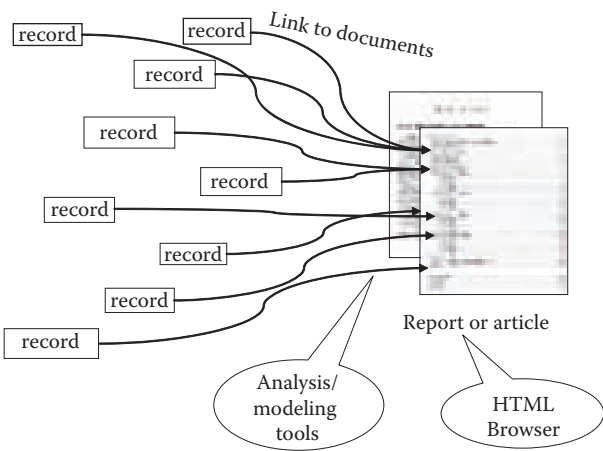 record
record
Link to documents
record
record
record
record
record
record
record
Report or article
Analysis/
modeling
tools
HTML
Browser